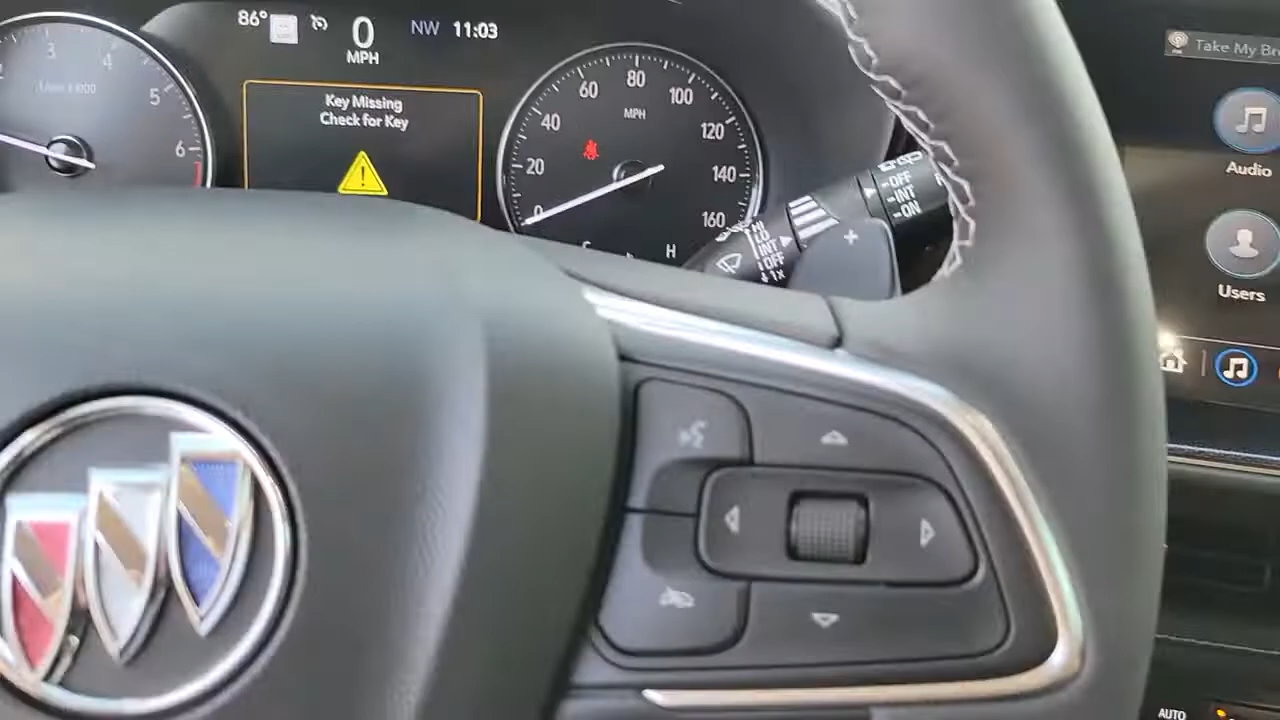 86°
0
MPH
NW 11:03
3
4
5
6
Key Missing
Check for Key
0
20
40
60
80
100
120
140
160
MPH
H
HI
LO
INT
OFF
1x
OFF
INT
ON
Take My Br
Audio
Users
AUTO